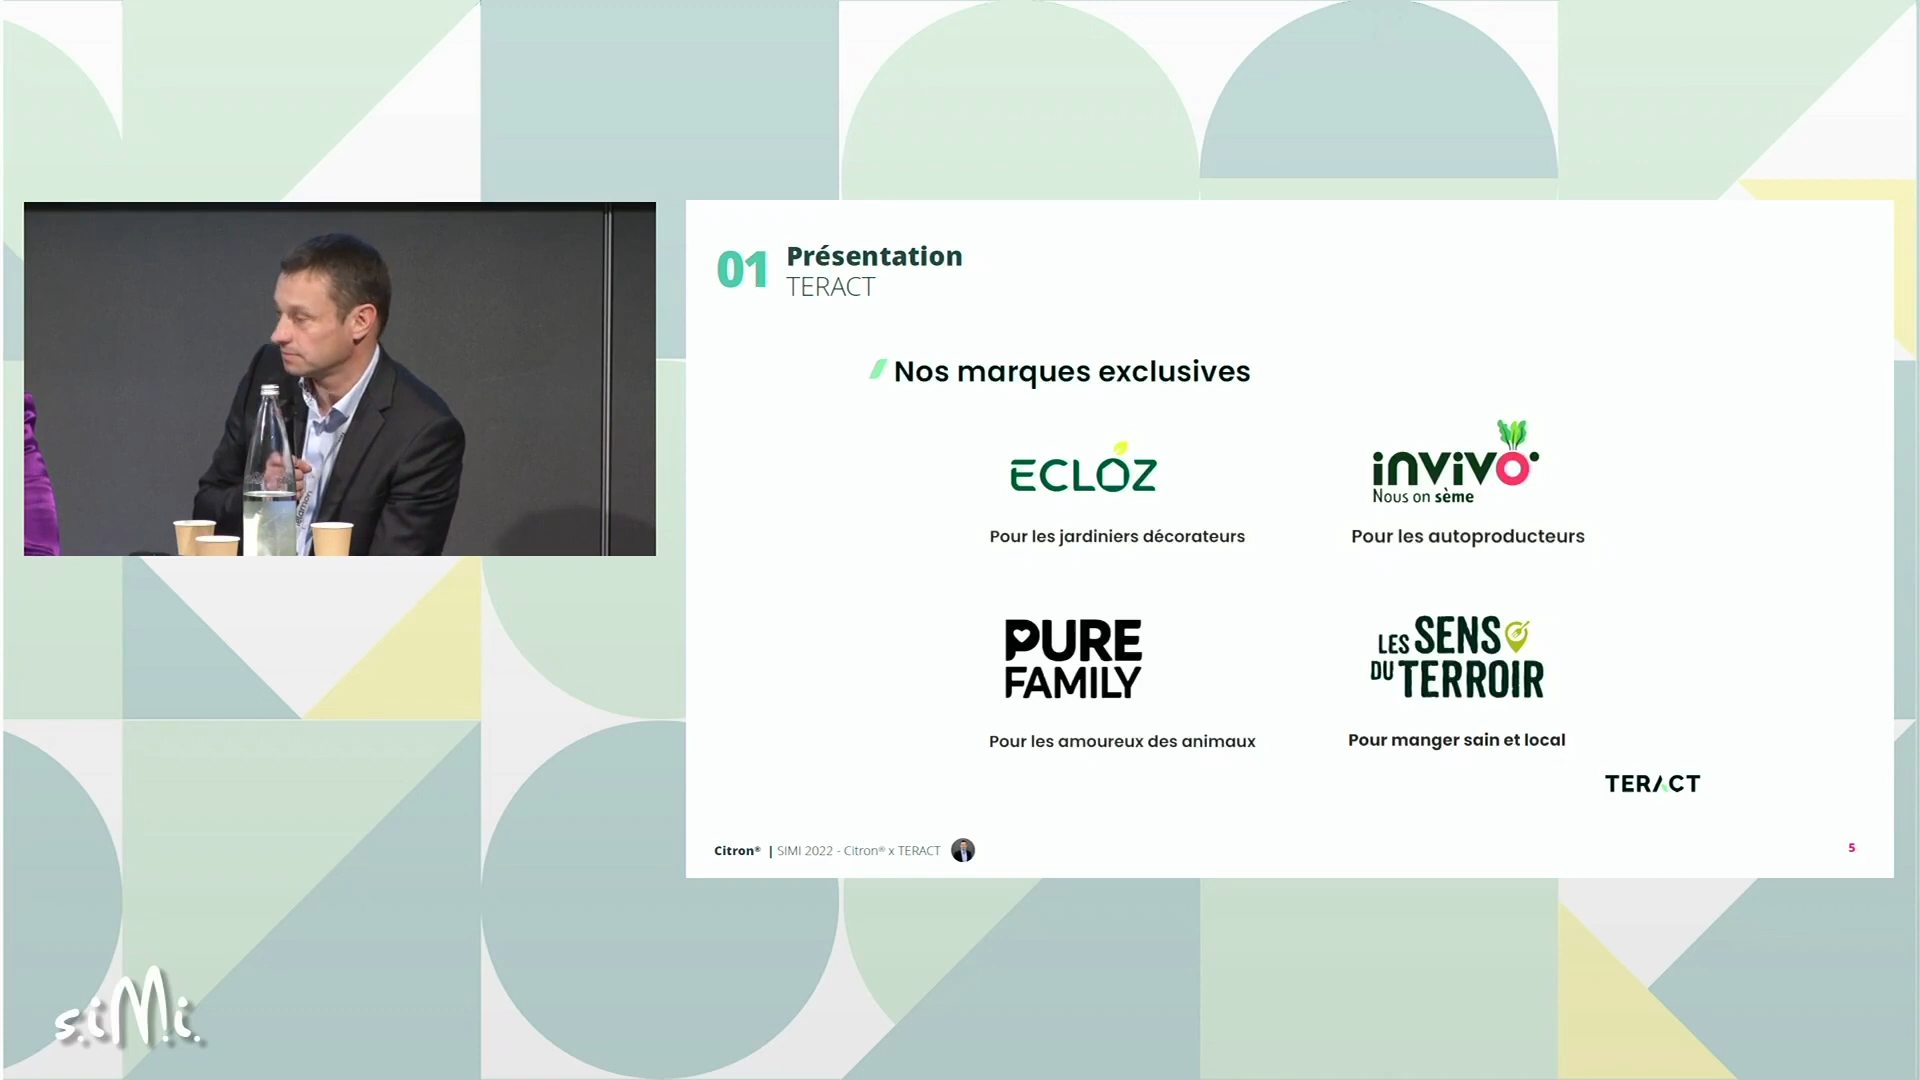 01
Présentation
TERACT
Nos marques exclusives
ECLOZ
Pour les jardiniers décorateurs
invivo
Nous on sème
Pour les autoproducteurs
PURE
FAMILY
Pour les amoureux des animaux
LES SENS
DU TERROIR
Pour manger sain et local
TERACT
Citron® | SIMI 2022 - Citron® x TERACT
5
s.iMi.